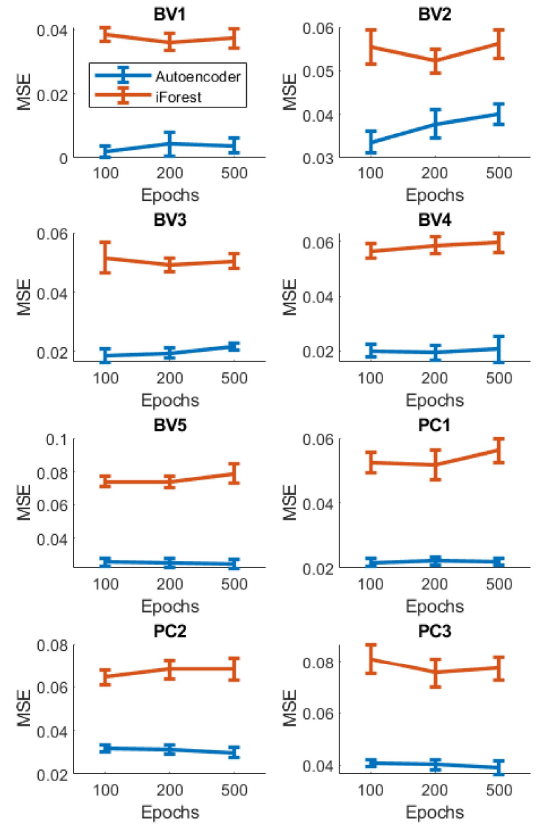 BV1
MSE
0.04
0.02
0
Autoencoder
iForest
100 200 500
Epochs
BV2
MSE
0.06
0.05
0.04
0.03
100 200 500
Epochs
BV3
MSE
0.06
0.04
0.02
100 200 500
Epochs
BV4
MSE
0.06
0.04
0.02
100 200 500
Epochs
BV5
MSE
0.1
0.08
0.06
0.04
100 200 500
Epochs
PC1
MSE
0.06
0.04
0.02
100 200 500
Epochs
PC2
MSE
0.08
0.06
0.04
0.02
100 200 500
Epochs
PC3
MSE
0.08
0.06
0.04
100 200 500
Epochs